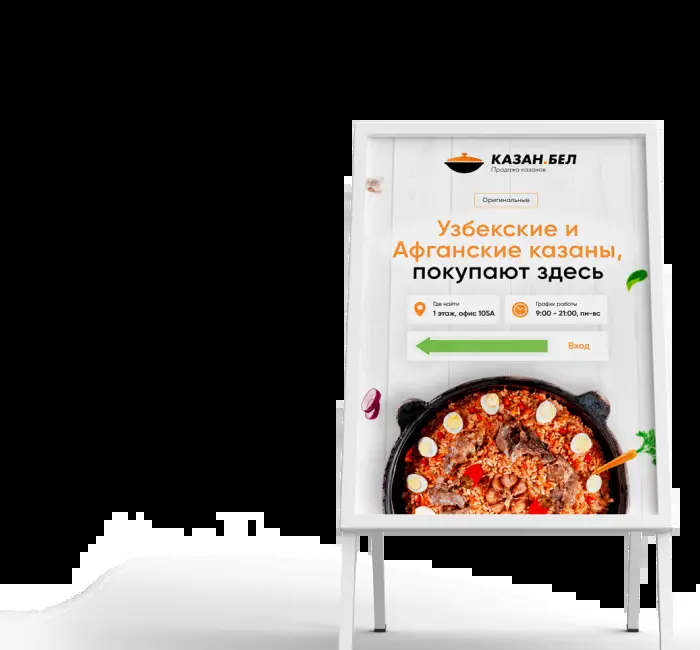 КАЗАН.БЕЛ
Продажа казанов
Оригинальные
Узбекские и
Афганские казаны,
покупают здесь
Где найти
1 этаж, офис 105А
График работы
9:00 - 21:00, пн-вс
Вход